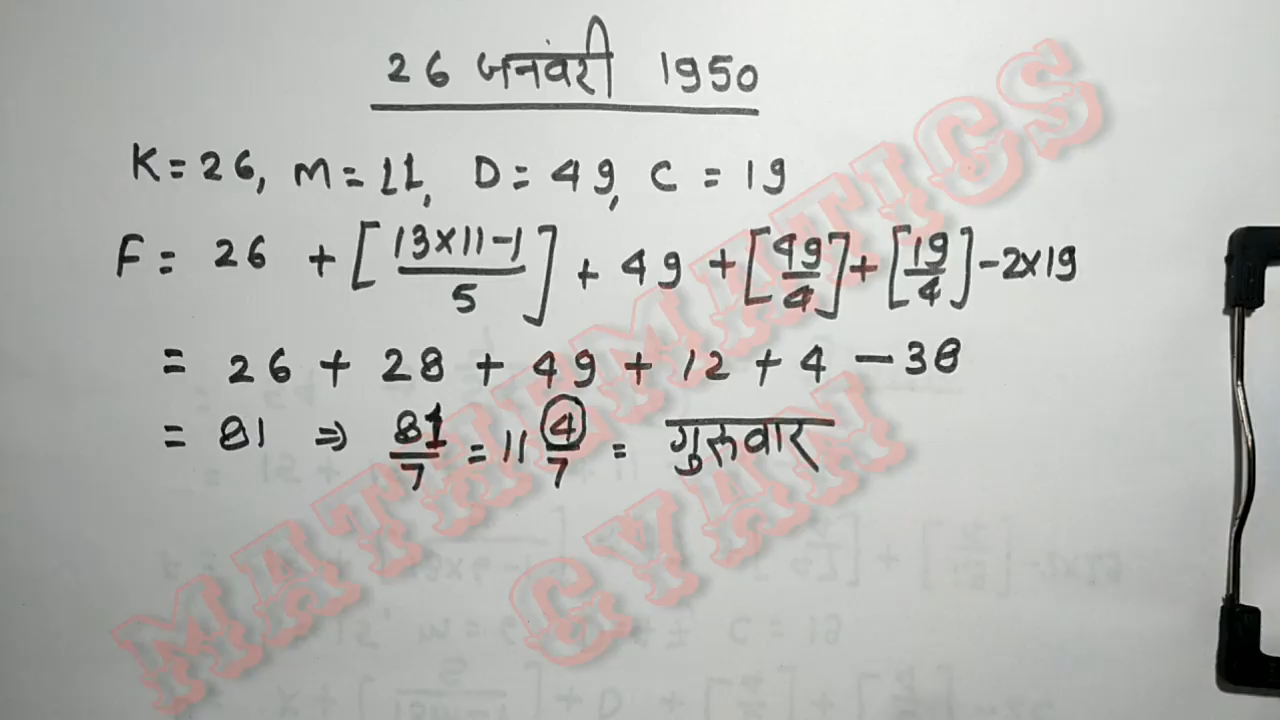 26 जनवरी 1950
K=26, M=11, D=49, C=19
F= 26 + [13×11-1/5] + 49 + [49/4] + [19/4] -2×19
= 26 + 28 + 49 + 12 + 4 - 38
= 81 ⇒ 81/7 = 11 4/7 = गुरुवार
MATHEMATICS
GYAN